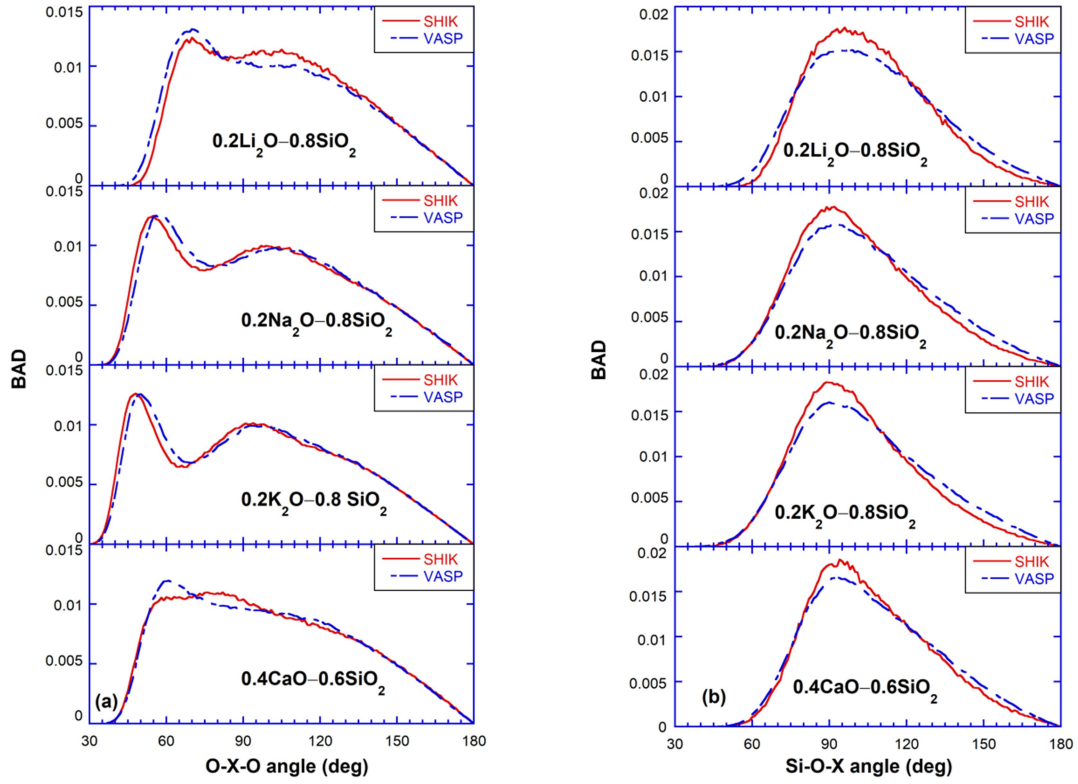 0.015
SHIK
VASP
0.01
0.005
0.2Li2O–0.8SiO2
0
0.015
SHIK
VASP
0.01
0.005
0.2Na2O–0.8SiO2
0
0.015
SHIK
VASP
0.01
0.005
0.2K2O–0.8 SiO2
0
0.015
SHIK
VASP
0.01
0.005
0.4CaO–0.6SiO2
(a)
0
30 60 90 120 150 180
O-X-O angle (deg)
BAD
0.02
SHIK
VASP
0.015
0.01
0.005
0.2Li2O–0.8SiO2
0
0.02
SHIK
VASP
0.015
0.01
0.005
0.2Na2O–0.8SiO2
0
0.02
SHIK
VASP
0.015
0.01
0.005
0.2K2O–0.8SiO2
0
0.02
SHIK
VASP
0.015
0.01
0.005
0.4CaO–0.6SiO2
(b)
0
30 60 90 120 150 180
Si-O-X angle (deg)
BAD